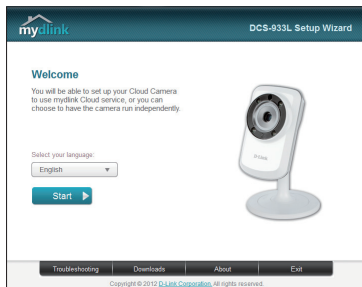 mydlink
DCS-933L Setup Wizard
Welcome
You will be able to set up your Cloud Camera
to use mydlink Cloud service, or you can
choose to have the camera run independently.
Select your language:
English
Start
D-Link
Troubleshooting Downloads About Exit
Copyright © 2012 D-Link Corporation. All rights reserved.